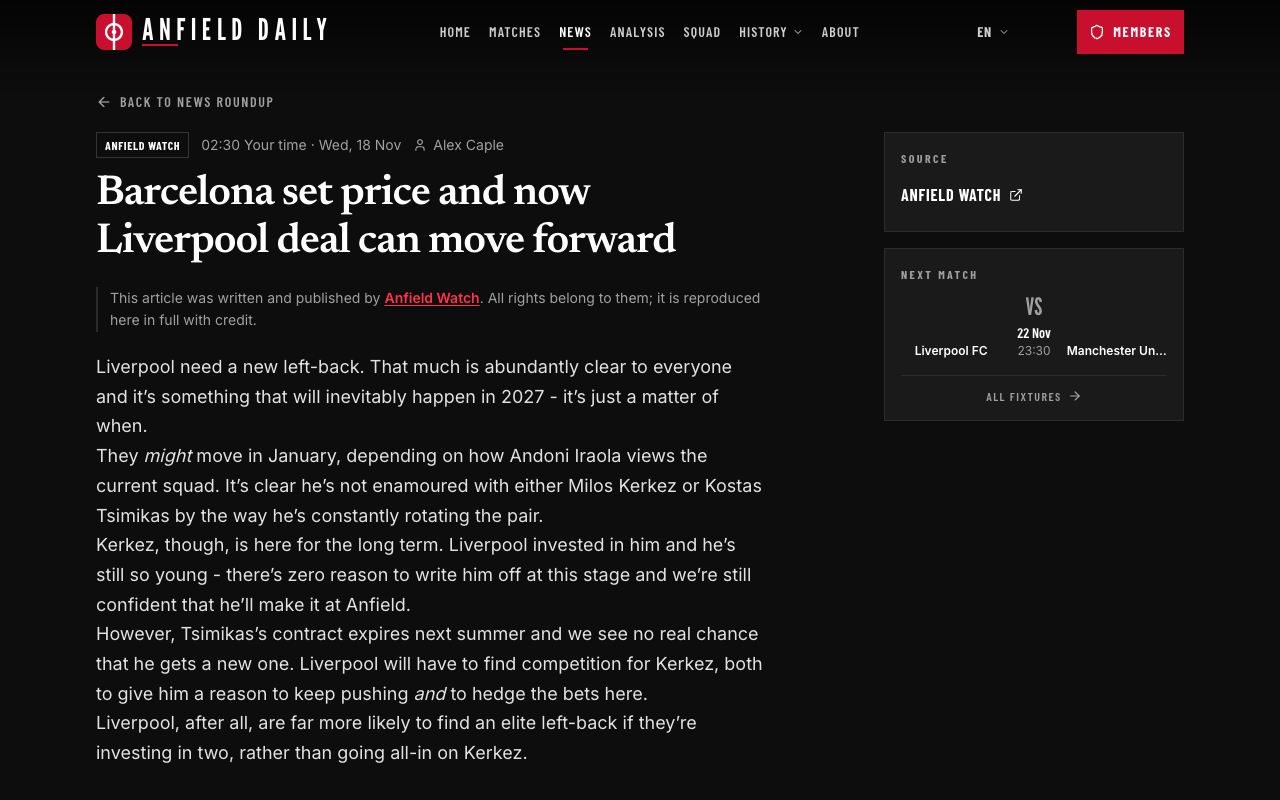 ANFIELD DAILY
HOME MATCHES NEWS ANALYSIS SQUAD HISTORY ABOUT
EN
MEMBERS
BACK TO NEWS ROUNDUP
ANFIELD WATCH 02:30 Your time · Wed, 18 Nov Alex Caple
Barcelona set price and now
Liverpool deal can move forward
This article was written and published by Anfield Watch. All rights belong to them; it is reproduced
here in full with credit.
Liverpool need a new left-back. That much is abundantly clear to everyone
and it’s something that will inevitably happen in 2027 - it’s just a matter of
when.
They might move in January, depending on how Andoni Iraola views the
current squad. It’s clear he’s not enamoured with either Milos Kerkez or Kostas
Tsimikas by the way he’s constantly rotating the pair.
Kerkez, though, is here for the long term. Liverpool invested in him and he’s
still so young - there’s zero reason to write him off at this stage and we’re still
confident that he’ll make it at Anfield.
However, Tsimikas’s contract expires next summer and we see no real chance
that he gets a new one. Liverpool will have to find competition for Kerkez, both
to give him a reason to keep pushing and to hedge the bets here.
Liverpool, after all, are far more likely to find an elite left-back if they’re
investing in two, rather than going all-in on Kerkez.
SOURCE
ANFIELD WATCH
NEXT MATCH
VS
22 Nov
Liverpool FC 23:30 Manchester Un...
ALL FIXTURES